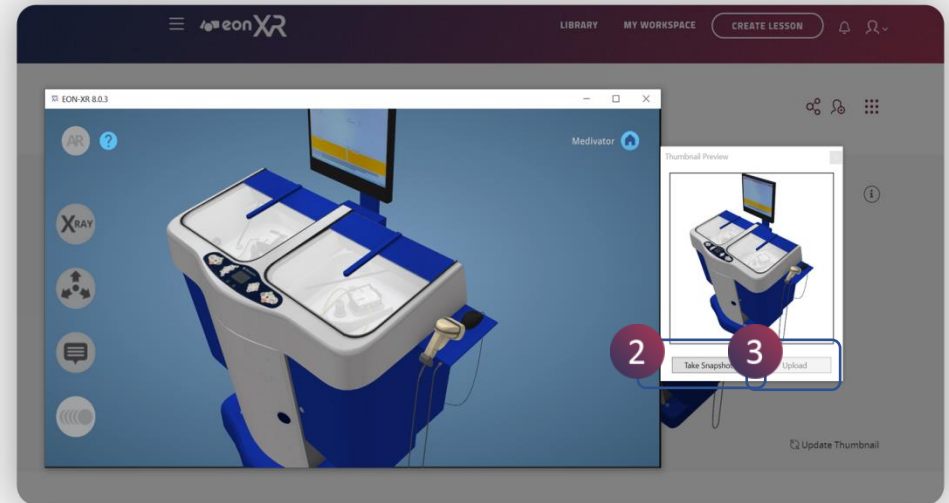 eonXR
LIBRARY MY WORKSPACE CREATE LESSON
EON-XR 8.0.3
AR ?
Medivator
Thumbnail Preview
XRAY
i
2 3
Take Snapshot Upload
Update Thumbnail